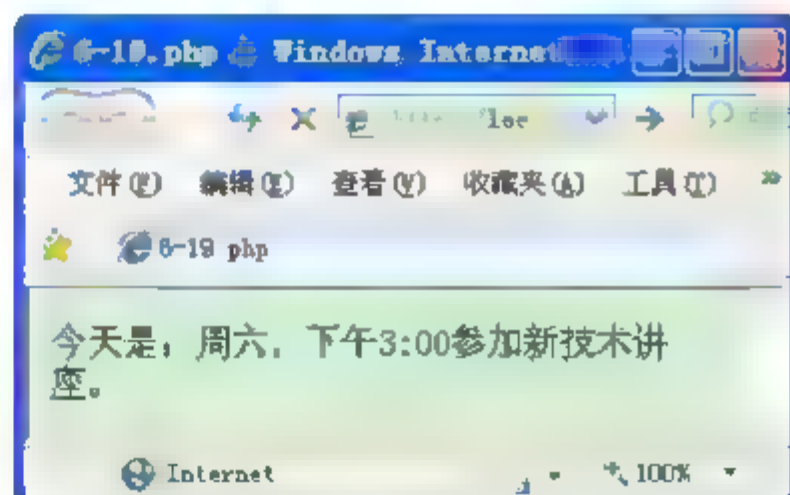 6-19.php Windows Internet
文件(F) 编辑(E) 查看(V) 收藏夹(A) 工具(T) »
6-19 php
今天是：周六，下午3:00参加新技术讲
座。
Internet 100%